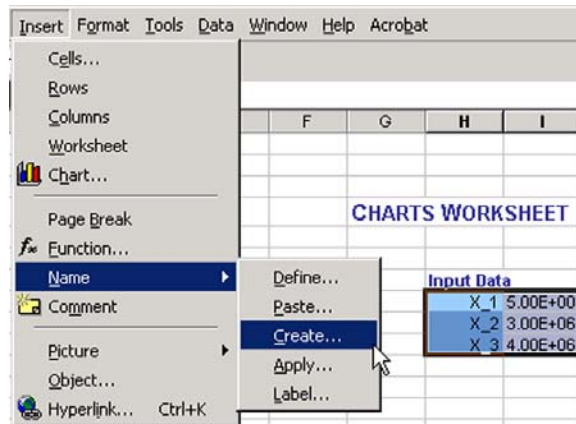 Insert Format Tools Data Window Help Acrobat
Cells...
Rows
Columns
Worksheet
Chart...
Page Break
fx Function...
Name
Comment
Picture
Object...
Hyperlink... Ctrl+K
Define...
Paste...
Create...
Apply...
Label...
F G H I
CHARTS WORKSHEET
Input Data
X_1 5.00E+00
X_2 3.00E+06
X_3 4.00E+06